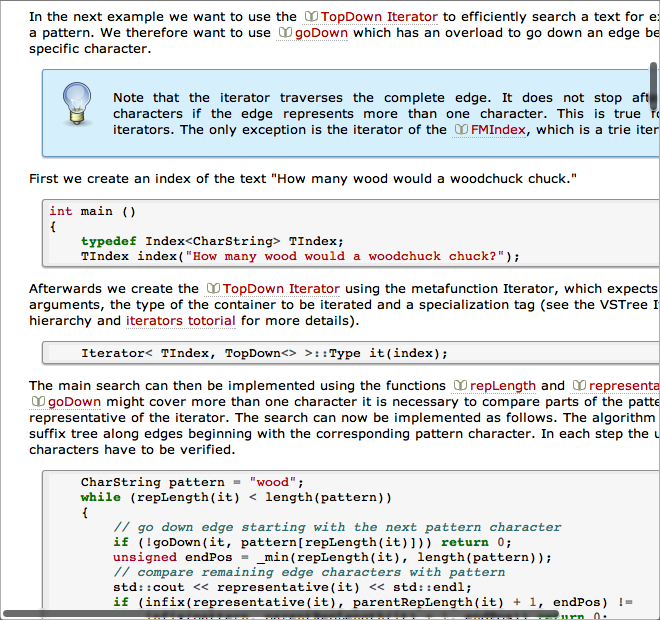 In the next example we want to use the TopDown Iterator to efficiently search a text for
a pattern. We therefore want to use goDown which has an overload to go down an edge
specific character.
Note that the iterator traverses the complete edge. It does not stop
characters if the edge represents more than one character. This is true
iterators. The only exception is the iterator of the FMIndex, which is a trie
First we create an index of the text "How many wood would a woodchuck chuck."
int main ()
{
typedef Index<CharString> TIndex;
TIndex index("How many wood would a woodchuck chuck?");
Afterwards we create the TopDown Iterator using the metafunction Iterator, which expects
arguments, the type of the container to be iterated and a specialization tag (see the VSTree I
hierarchy and iterators totorial for more details).
Iterator< TIndex, TopDown<> >::Type it(index);
The main search can then be implemented using the functions repLength and representa
goDown might cover more than one character it is necessary to compare parts of the patte
representative of the iterator. The search can now be implemented as follows. The algorithm
suffix tree along edges beginning with the corresponding pattern character. In each step the u
characters have to be verified.
CharString pattern = "wood";
while (repLength(it) < length(pattern))
{
// go down edge starting with the next pattern character
if (!goDown(it, pattern[repLength(it)])) return 0;
unsigned endPos = _min(repLength(it), length(pattern));
// compare remaining edge characters with pattern
std::cout << representative(it) << std::endl;
if (infix(representative(it), parentRepLength(it) + 1, endPos) !=